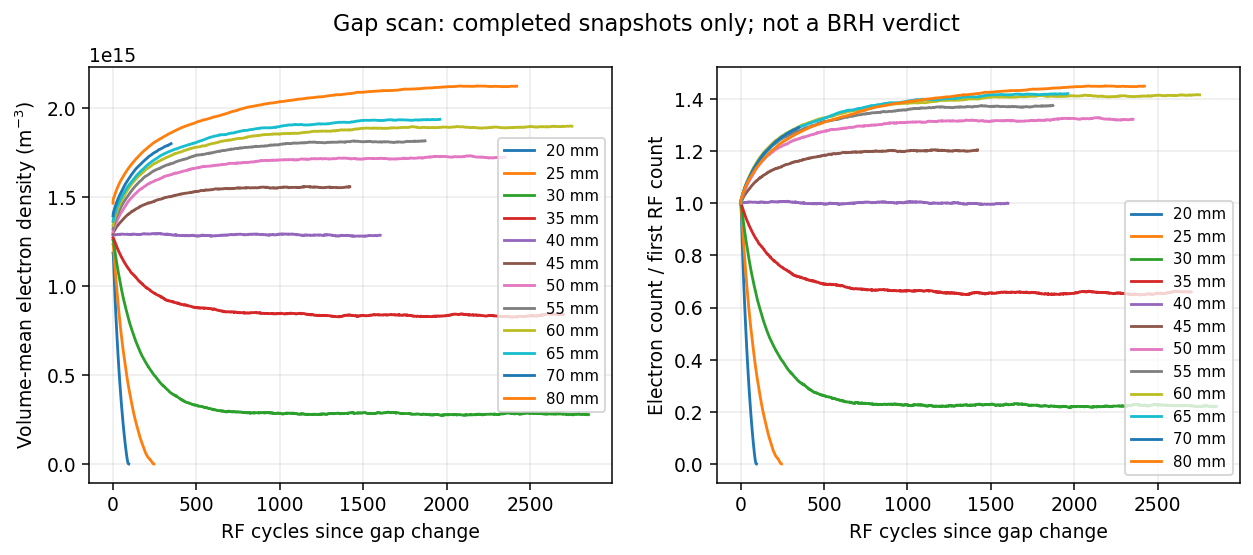 Gap scan: completed snapshots only; not a BRH verdict
1e15
Volume-mean electron density (m⁻³)
2.0
1.5
1.0
0.5
0.0
0
500
1000
1500
2000
2500
RF cycles since gap change
20 mm
25 mm
30 mm
35 mm
40 mm
45 mm
50 mm
55 mm
60 mm
65 mm
70 mm
80 mm
Electron count / first RF count
1.4
1.2
1.0
0.8
0.6
0.4
0.2
0.0
0
500
1000
1500
2000
2500
RF cycles since gap change
20 mm
25 mm
30 mm
35 mm
40 mm
45 mm
50 mm
55 mm
60 mm
65 mm
70 mm
80 mm